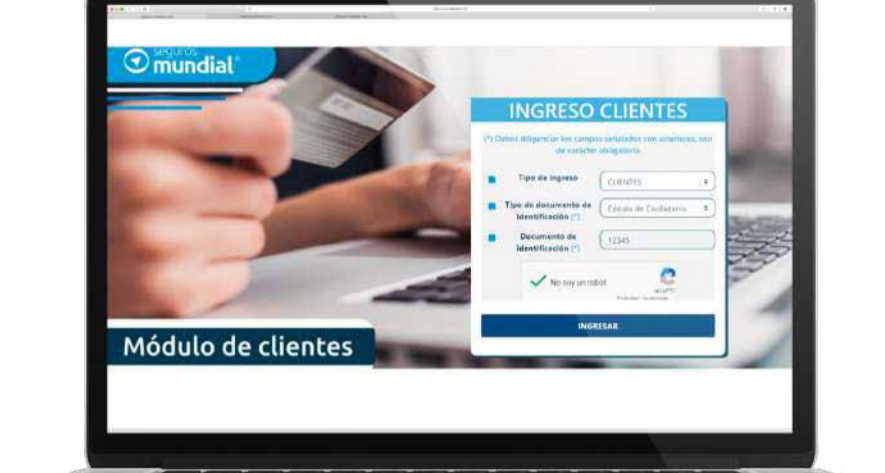 seguros
mundial
INGRESO CLIENTES
(*) Debes diligenciar los campos señalados con asterisco, son
de carácter obligatorio.
Tipo de ingreso
CLIENTES
Tipo de documento de
identificación (*)
Cédula de Ciudadanía
Documento de
identificación (*)
12345
No soy un robot
INGRESAR
Módulo de clientes